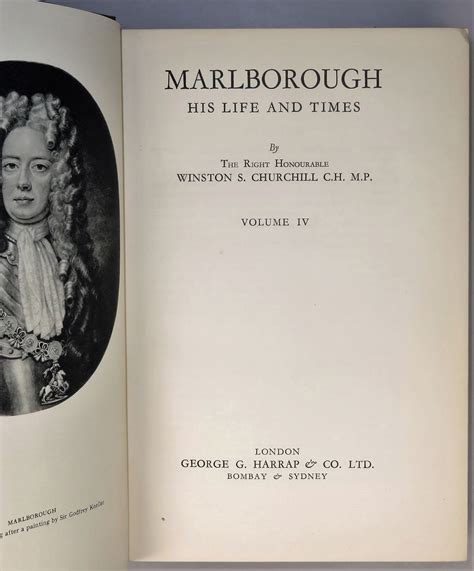 MARLBOROUGH
HIS LIFE AND TIMES
By
THE RIGHT HONOURABLE
WINSTON S. CHURCHILL C.H. M.P.
VOLUME IV
LONDON
GEORGE G. HARRAP & CO. LTD.
BOMBAY & SYDNEY
MARLBOROUGH
after a painting by Sir Godfrey Kneller